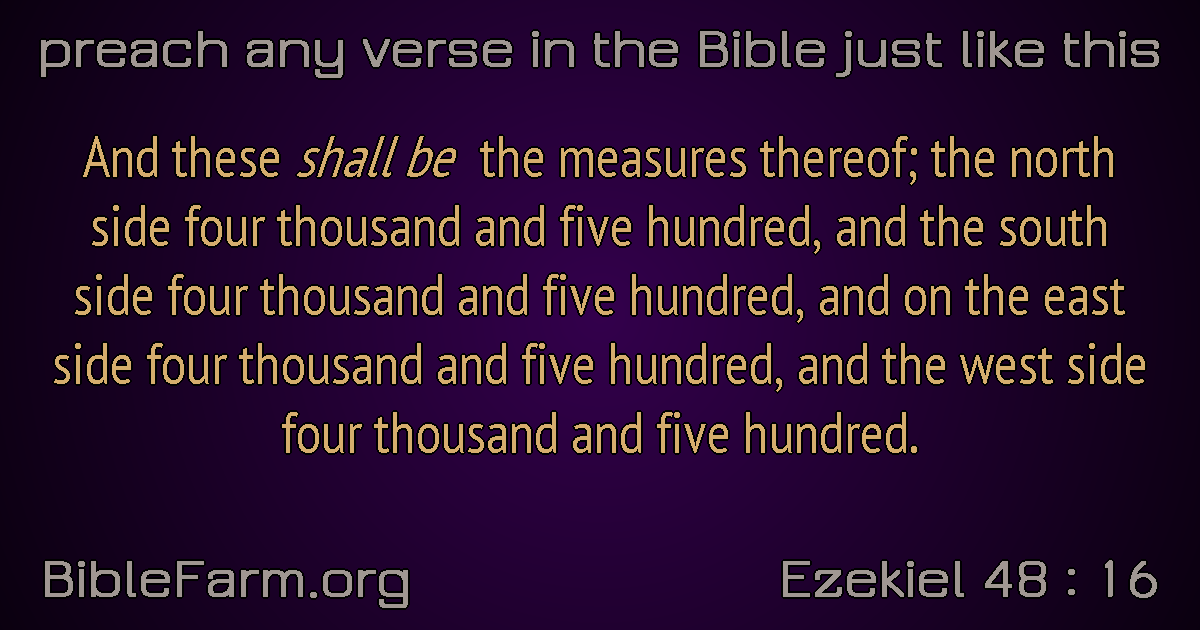 preach any verse in the Bible just like this
And these shall be the measures thereof; the north
side four thousand and five hundred, and the south
side four thousand and five hundred, and on the east
side four thousand and five hundred, and the west side
four thousand and five hundred.
BibleFarm.org
Ezekiel 48 : 16